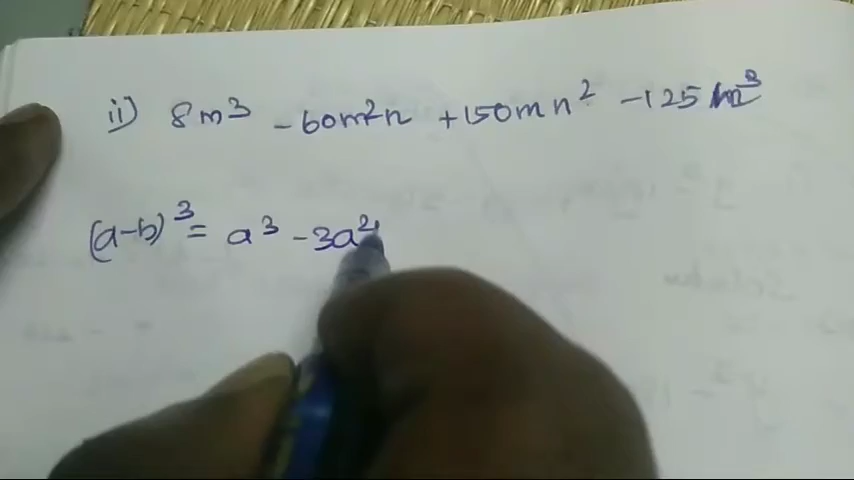 ii) 8m³ -60m²n +150mn² -125n³
(a-b)³ = a³ -3a²